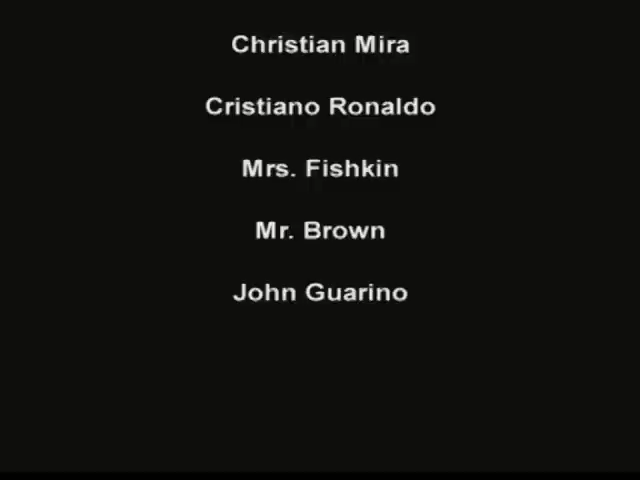 Christian Mira
Cristiano Ronaldo
Mrs. Fishkin
Mr. Brown
John Guarino